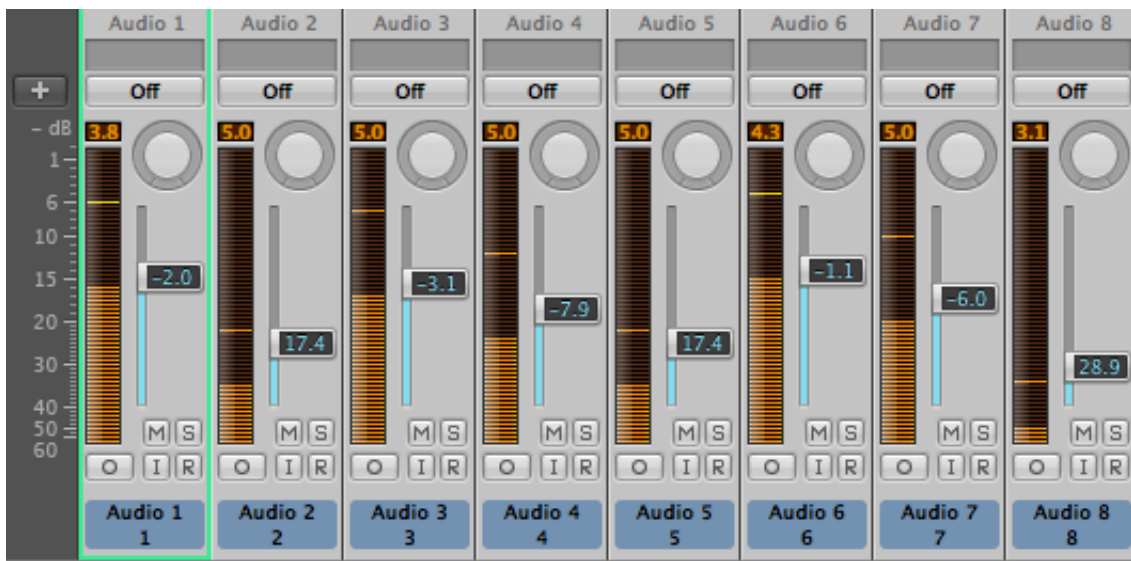 Audio 1 Audio 2 Audio 3 Audio 4 Audio 5 Audio 6 Audio 7 Audio 8
+ Off Off Off Off Off Off Off Off
- dB 3.8 5.0 5.0 5.0 5.0 4.3 5.0 3.1
1
6
10
15 -2.0 -3.1 -7.9 17.4 -1.1 -6.0
20 17.4
30 28.9
40
50 M S M S M S M S M S M S M S M S
60
O I R O I R O I R O I R O I R O I R O I R O I R
Audio 1 Audio 2 Audio 3 Audio 4 Audio 5 Audio 6 Audio 7 Audio 8
1 2 3 4 5 6 7 8